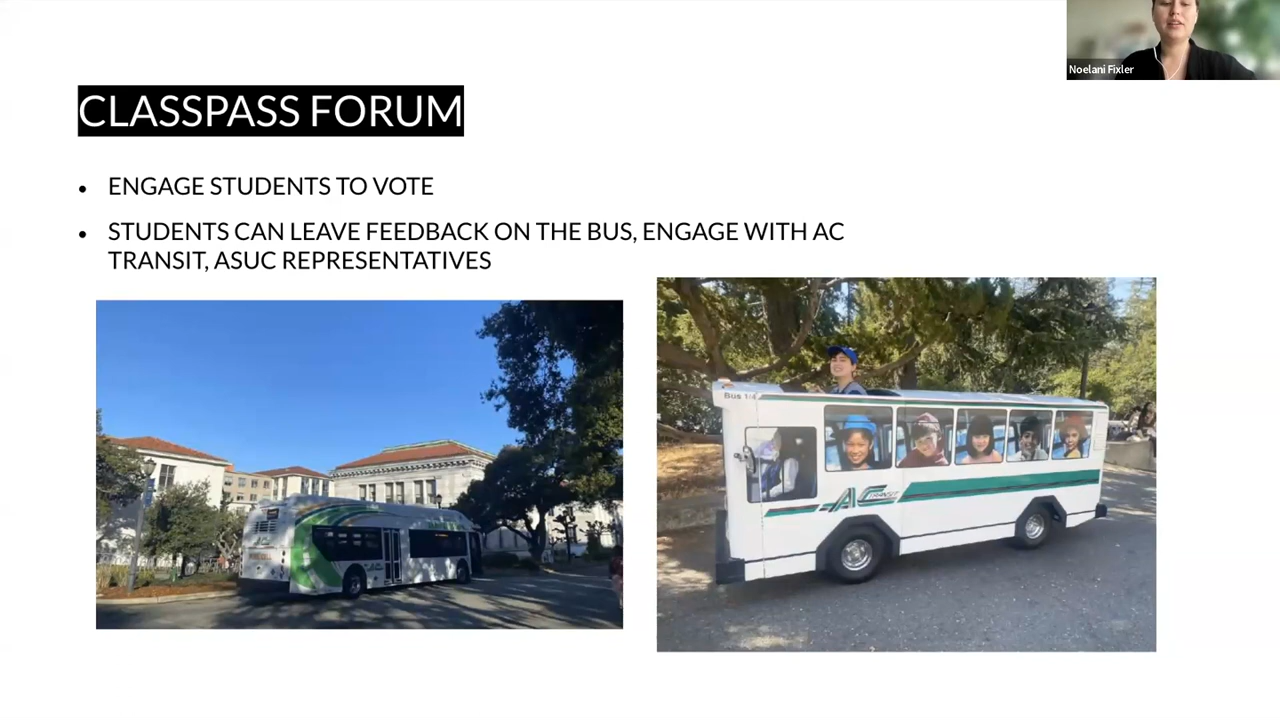 Noelani Fixler
CLASSPASS FORUM
• ENGAGE STUDENTS TO VOTE
• STUDENTS CAN LEAVE FEEDBACK ON THE BUS, ENGAGE WITH AC
TRANSIT, ASUC REPRESENTATIVES
Bus 1/4
AC TRANSIT